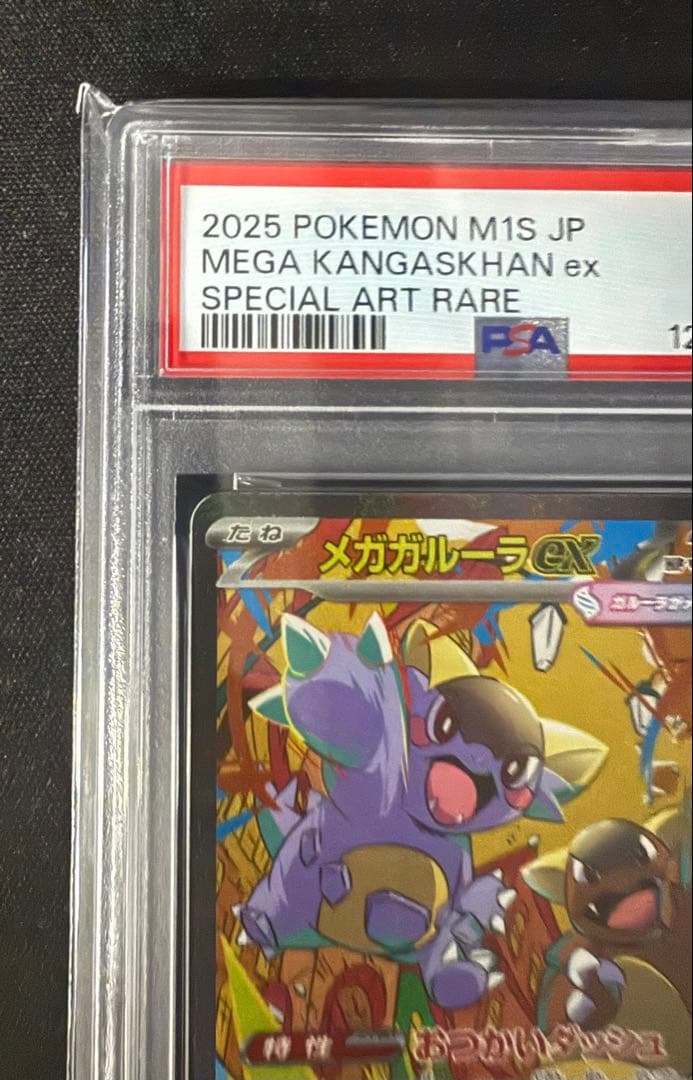 2025 POKEMON M1S JP
MEGA KANGASKHAN ex
SPECIAL ART RARE
PSA
12
たね
メガガルーラex
特性
おつかいダッシュ